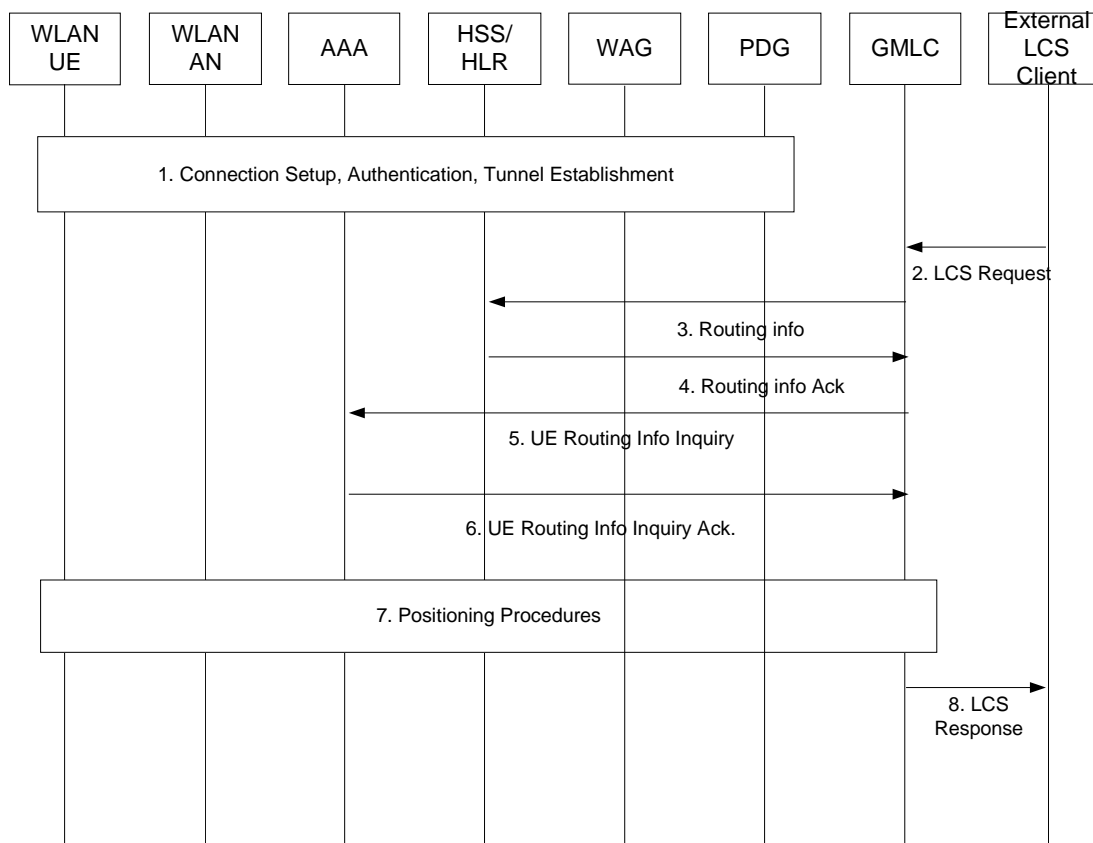 WLAN
UE
WLAN
AN
AAA
HSS/
HLR
WAG
PDG
GMLC
External
LCS
Client
1. Connection Setup, Authentication, Tunnel Establishment
2. LCS Request
3. Routing info
4. Routing info Ack
5. UE Routing Info Inquiry
6. UE Routing Info Inquiry Ack.
7. Positioning Procedures
8. LCS
Response